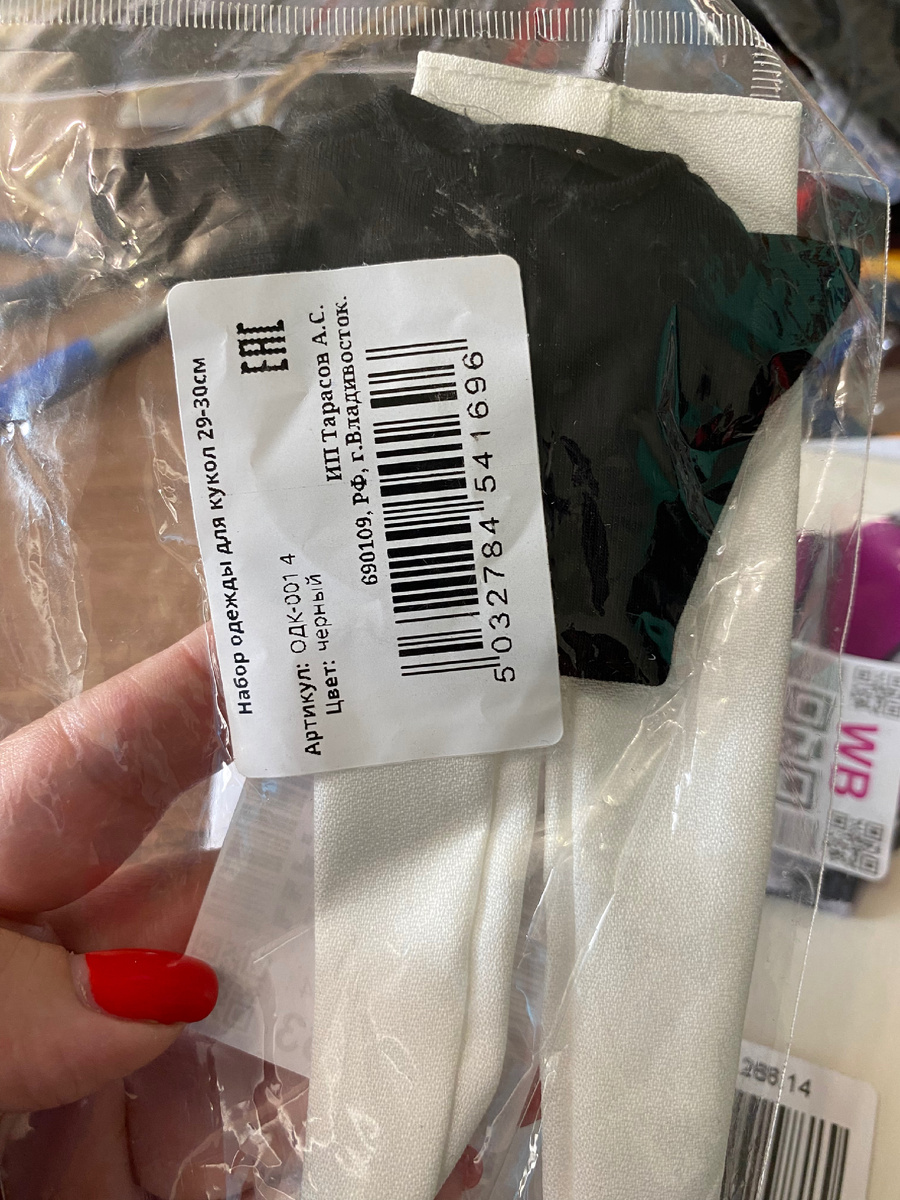 Набор одежды для кукол 29-30см
EAC
Артикул: ОДК-001 4
Цвет: черный
ИП Тарасов А.С.
690109, РФ, г.Владивосток.
5 032784 541696
WB